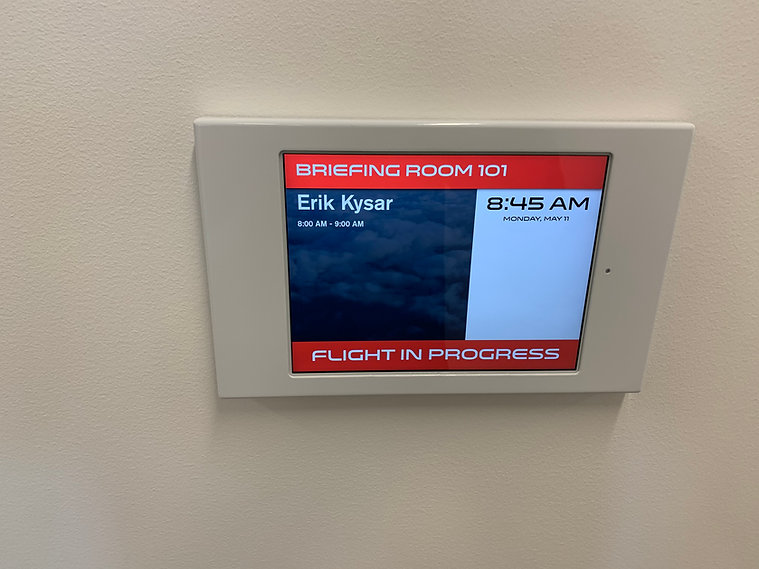 BRIEFING ROOM 101
Erik Kysar
8:00 AM - 9:00 AM
8:45 AM
MONDAY, MAY 11
FLIGHT IN PROGRESS